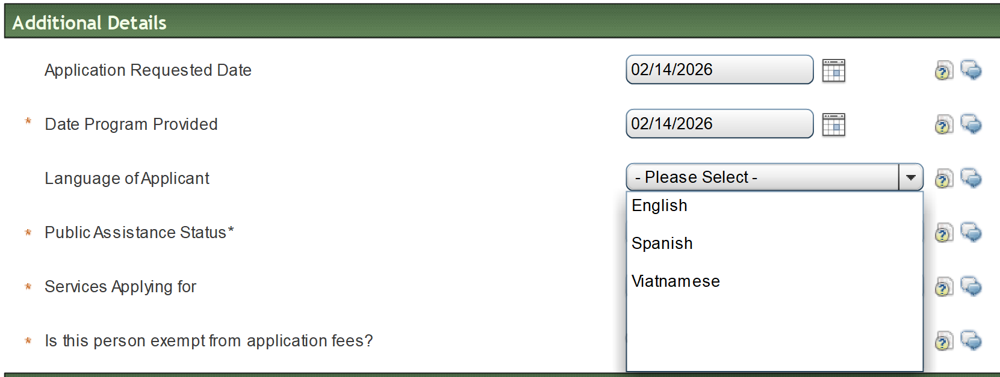 Additional Details
Application Requested Date 02/14/2026
* Date Program Provided 02/14/2026
Language of Applicant - Please Select -
English
* Public Assistance Status*
Spanish
Viatnamese
* Services Applying for
* Is this person exempt from application fees?